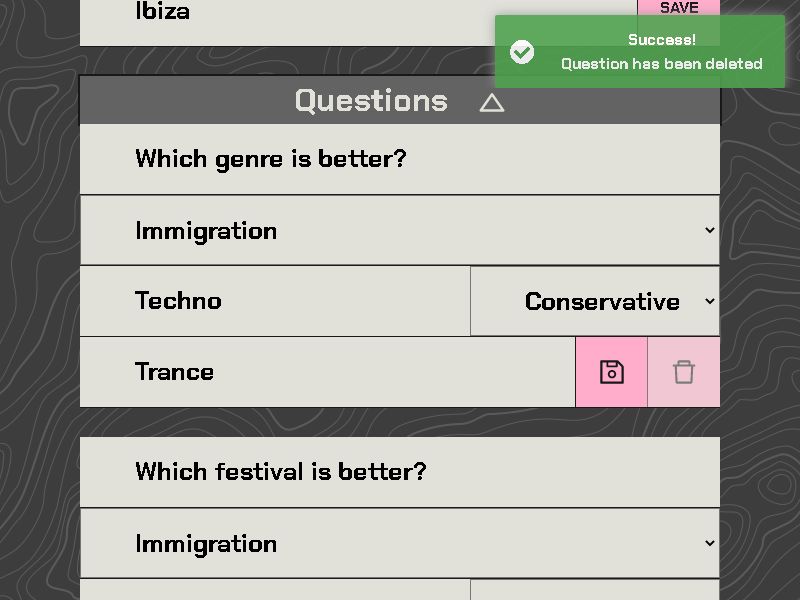 Ibiza
SAVE
Success!
Question has been deleted
Questions
Which genre is better?
Immigration
Techno
Conservative
Trance
Which festival is better?
Immigration